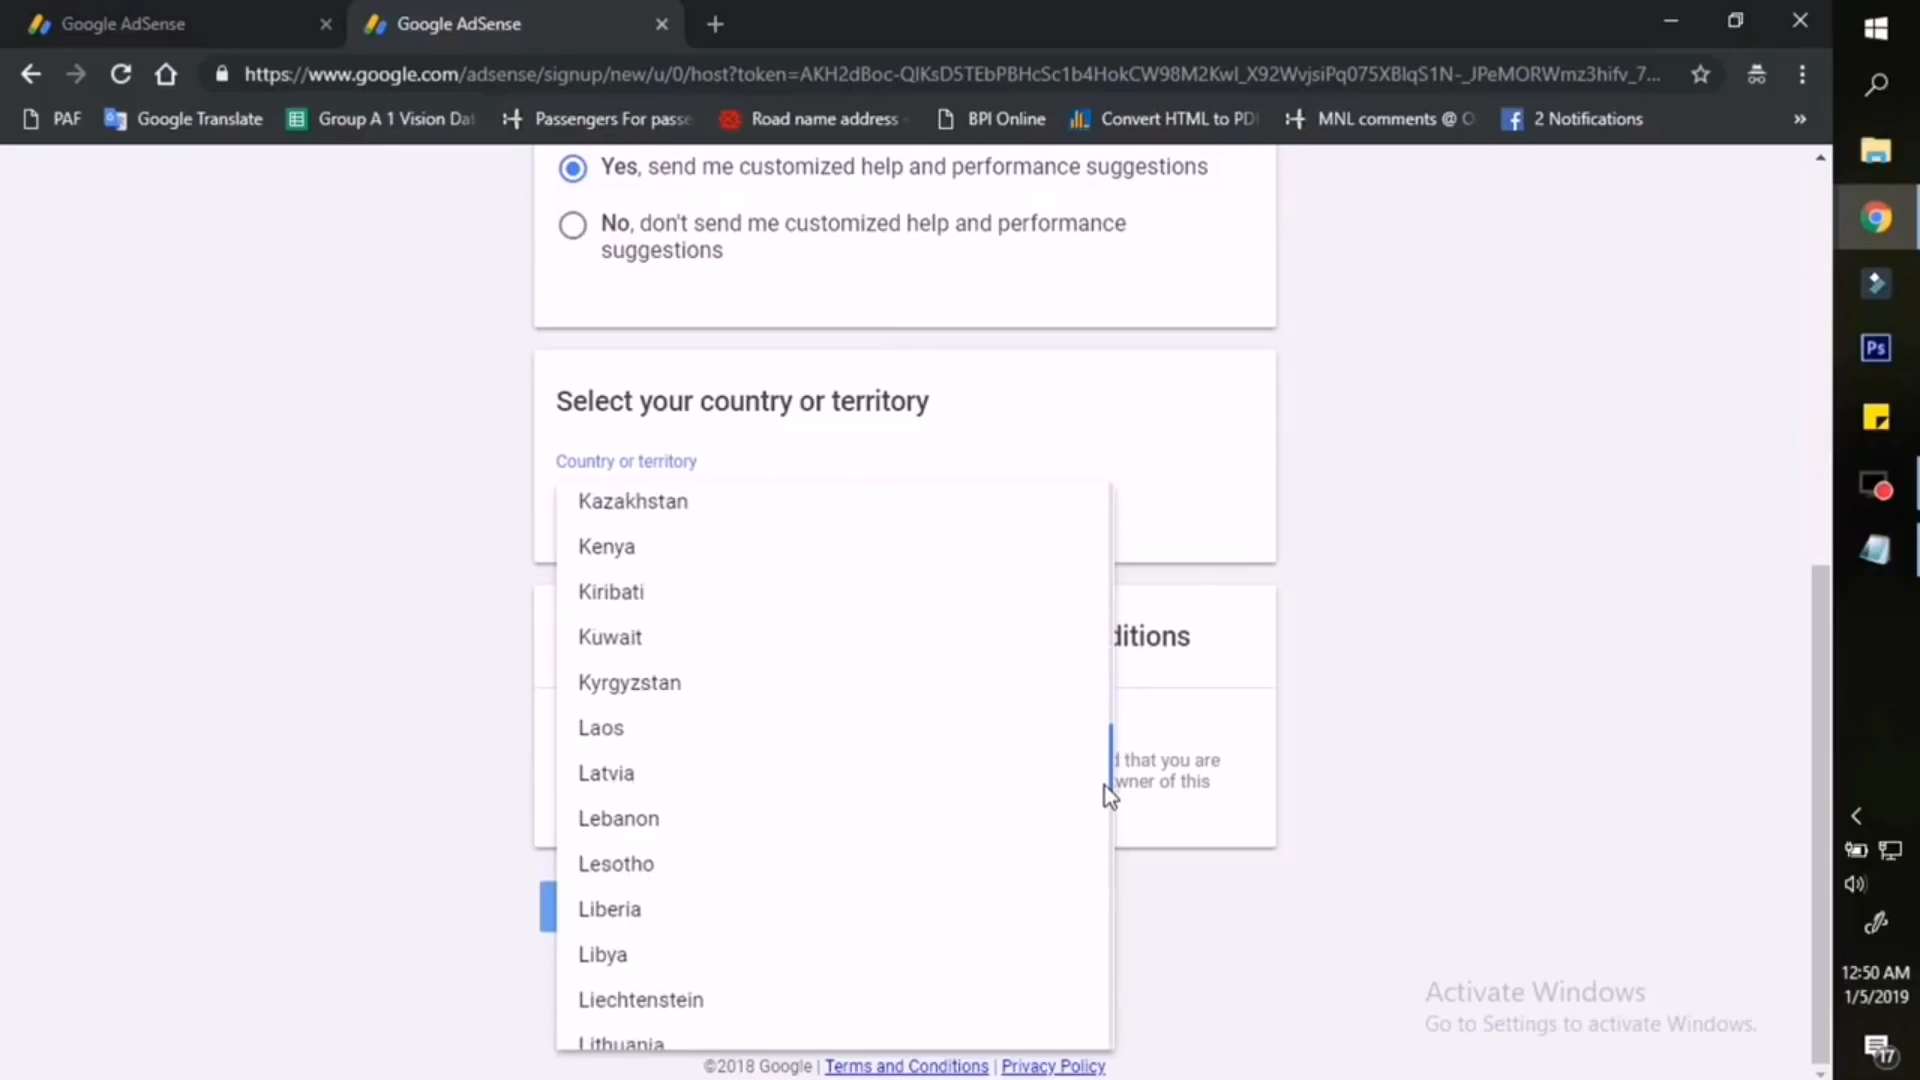 Google AdSense
Google AdSense
https://www.google.com/adsense/signup/new/u/0/host?token=AKH2dBoc-QIKsD5TEbPBHcSc1b4HokCW98M2KwI_X92WvjsiPq075XBIqS1N-_JPeMORWmz3hifv_7...
PAF
Google Translate
Group A 1 Vision Dat
Passengers For passe
Road name address
BPI Online
Convert HTML to PD
MNL comments @ O
2 Notifications
»
Yes, send me customized help and performance suggestions
No, don't send me customized help and performance
suggestions
Select your country or territory
Country or territory
Kazakhstan
Kenya
Kiribati
Kuwait
ditions
Kyrgyzstan
Laos
that you are
Latvia
wner of this
Lebanon
Lesotho
Liberia
Libya
Liechtenstein
Lithuania
©2018 Google | Terms and Conditions | Privacy Policy
Activate Windows
Go to Settings to activate Windows.
Ps
12:50 AM
1/5/2019
17